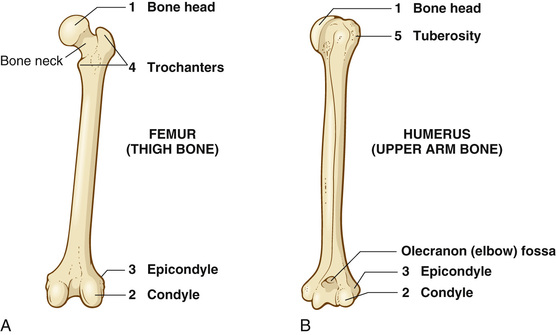 1 Bone head
Bone neck
4 Trochanters
FEMUR
(THIGH BONE)
3 Epicondyle
2 Condyle
A
1 Bone head
5 Tuberosity
HUMERUS
(UPPER ARM BONE)
Olecranon (elbow) fossa
3 Epicondyle
2 Condyle
B